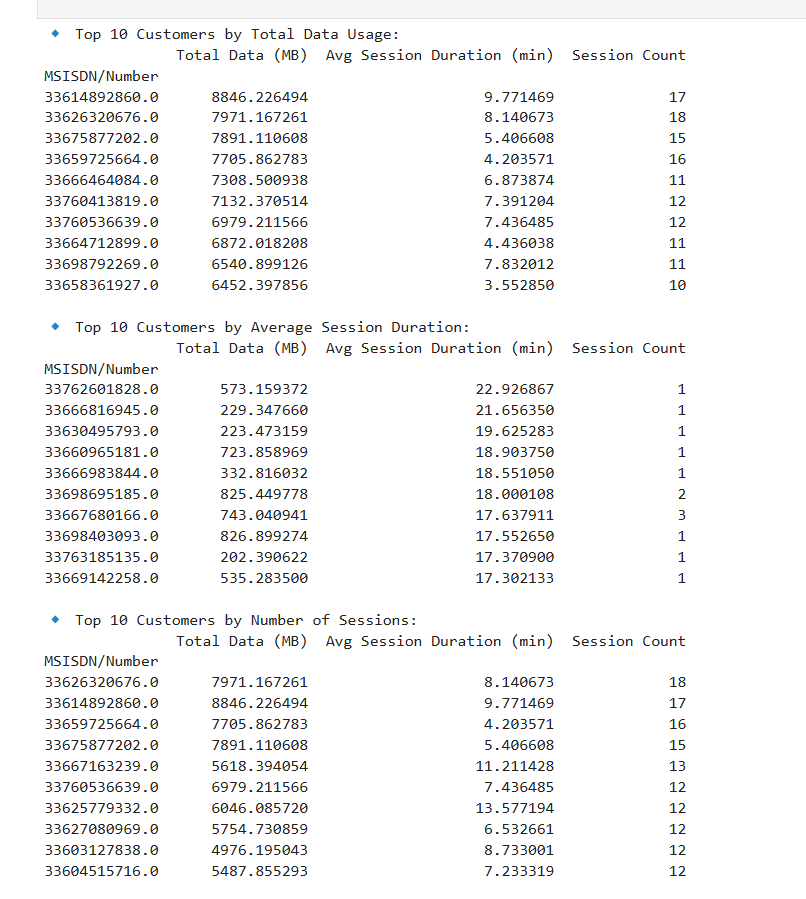 🔹 Top 10 Customers by Total Data Usage:
Total Data (MB) Avg Session Duration (min) Session Count
MSISDN/Number
33614892860.0 8846.226494 9.771469 17
33626320676.0 7971.167261 8.140673 18
33675877202.0 7891.110608 5.406608 15
33659725664.0 7705.862783 4.203571 16
33666464084.0 7308.500938 6.873874 11
33760413819.0 7132.370514 7.391204 12
33760536639.0 6979.211566 7.436485 12
33664712899.0 6872.018208 4.436038 11
33698792269.0 6540.899126 7.832012 11
33658361927.0 6452.397856 3.552850 10
🔹 Top 10 Customers by Average Session Duration:
Total Data (MB) Avg Session Duration (min) Session Count
MSISDN/Number
33762601828.0 573.159372 22.926867 1
33666816945.0 229.347660 21.656350 1
33630495793.0 223.473159 19.625283 1
33660965181.0 723.858969 18.903750 1
33666983844.0 332.816032 18.551050 1
33698695185.0 825.449778 18.000108 2
33667680166.0 743.040941 17.637911 3
33698403093.0 826.899274 17.552650 1
33763185135.0 202.390622 17.370900 1
33669142258.0 535.283500 17.302133 1
🔹 Top 10 Customers by Number of Sessions:
Total Data (MB) Avg Session Duration (min) Session Count
MSISDN/Number
33626320676.0 7971.167261 8.140673 18
33614892860.0 8846.226494 9.771469 17
33659725664.0 7705.862783 4.203571 16
33675877202.0 7891.110608 5.406608 15
33667163239.0 5618.394054 11.211428 13
33760536639.0 6979.211566 7.436485 12
33625779332.0 6046.085720 13.577194 12
33627080969.0 5754.730859 6.532661 12
33603127838.0 4976.195043 8.733001 12
33604515716.0 5487.855293 7.233319 12